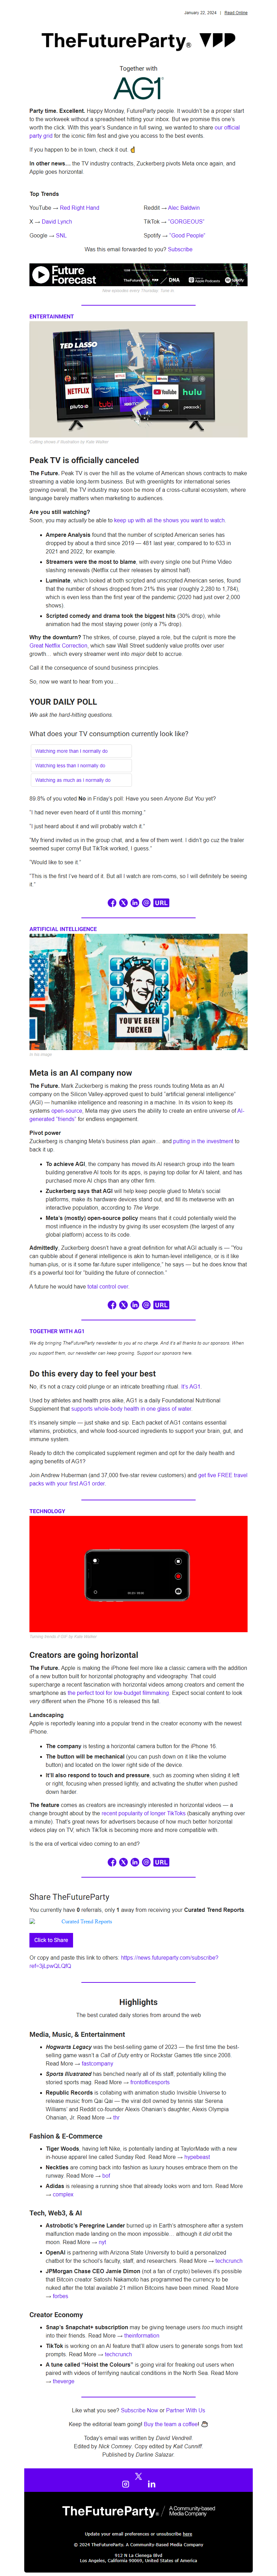 January 22, 2024 | Read Online
TheFutureParty®
Together with
AG1
Party time. Excellent. Happy Monday, FutureParty people. It wouldn't be a proper start
to the workweek without a spreadsheet hitting your inbox. But these are the one's
worth the click. With this year's Sundance in full swing, we wanted to share our official
party grid for the iconic film fest and give you access to the best events.
If you happen to be in town, check it out.
In other news… the TV industry contracts, Zuckerberg pivots Meta once again, and
Apple goes horizontal.
Top Trends
YouTube → Red Right Hand
Reddit → Alec Baldwin
X → David Lynch
TikTok → "GORGEOUS"
Google → SNL
Spotify → "Good People"
Was this email forwarded to you? Subscribe
Future
Forecast
New episodes every Thursday. Tune in.
ENTERTAINMENT
TED LASSO
NETFLIX
YouTube
hulu
pluto tv
peacock
Cutting shows // Illustration by Kate Walker
Peak TV is officially canceled
The Future. Peak TV is over the hill as the volume of American shows contracts to make
streaming a viable long-term business. But with greenlights for international series
growing overall, the TV industry may soon be more of a cross-cultural ecosystem, where
language barely matters when marketing to audiences.
Are you still watching?
Soon, you may actually be able to keep up with all the shows you want to watch.
Ampere Analysis found that the number of scripted American series has
dropped by about a third since 2019 — 481 last year, compared to 633 in
2021 and 2022, for example.
Streamers were the most to blame, with every single one but Prime Video
slashing renewals (Netflix cut their releases by almost half).
Luminate, which looked at both scripted and unscripted American series, found
that the number of shows dropped from 21% this year (roughly 2,280 to 1,784),
which is even less than the first year of the pandemic (2020 had just over 2,000
shows).
Scripted comedy and drama took the biggest hits (30% drop), while
animation had the most staying power (only a 7% drop).
Why the downturn? The strikes, of course, played a role, but the culprit is more the
Great Netflix Correction, which saw Wall Street suddenly value profits over
growth… which every streamer went into major debt to accrue.
Call it the consequence of sound business principles.
So, now we want to hear from you…
YOUR DAILY POLL
We ask the hard-hitting questions.
What does your TV consumption currently look like?
Watching more than I normally do
Watching less than I normally do
Watching as much as I normally do
89.8% of you voted No in Friday's poll: Have you seen Anyone But You yet?
"I had never even heard of it until this morning."
"I just heard about it and will probably watch it."
"My friend invited us in the group chat, and a few of them went. I didn't go cuz the trailer
seemed super corny! But TikTok worked, I guess."
"Would like to see it."
"This is the first I've heard of it. But all I watch are rom-coms, so I will definitely be seeing
it."
URL
ARTIFICIAL INTELLIGENCE
YOU'VE BEEN
ZUCKED
In his image
Meta is an AI company now
The Future. Mark Zuckerberg is making the press rounds touting Meta as an AI
company on the Silicon Valley-approved quest to build "artificial general intelligence"
(AGI) — humanlike reasoning and reasoning in a machine. In the vision is for learning
systems open-source, Meta may give users the ability to create an entire online eden of AI-
generated "friends" for endless engagement on its platforms.
Pivot power
Zuckerberg is changing Meta's business plan again… and putting in the investment to
back it up.
To achieve AGI, the company has moved its AI research group into the team
building generative AI tools for its apps, is paying top dollar for AI talent, and has
purchased more AI chips than any other firm.
Zuckerberg says that AGI will help keep people glued to Meta's social
platforms, make its hardware devices stand out, and fill its metaverse with an
interactive population, according to The Verge.
Meta's (mostly) open-source policy means that it could potentially wield the
most influence in the industry by growing its user ecosystem (the largest of any
global platform) as devs access to its code.
Admittedly, Zuckerberg doesn't have a great definition for what AGI actually is — "You
can quibble about if general intelligence is akin to human-level intelligence, or is it like
human-plus, or is it some far-future super intelligence," he says — but he does know that
it's a powerful tool for "building the future of connection."
A future he would have total control over.
URL
TOGETHER WITH AG1
We dig bringing TheFutureParty newsletter to you at no charge. And it's all thanks to our sponsors. When
you support them, our newsletter can keep growing. Support our sponsors here.
Do this every day to feel your best
No, it's not a crazy cold plunge or an intricate breathing ritual. It's AG1.
Used by athletes and health pros alike, AG1 is a daily Foundational Nutritional
Supplement that supports whole-body health in one glass of water.
It's insanely simple — just shake and sip. Each packet of AG1 contains essential
vitamins, probiotics, and whole food-sourced ingredients to support your brain, gut, and
immune system.
Ready to ditch the complicated supplement regimen and opt for the daily health and
aging benefits of AG1?
Join Andrew Huberman (and 37,000 five-star review customers) and get five FREE travel
packs with your first AG1 order.
TECHNOLOGY
Creators are going horizontal
The Future. Apple is making the iPhone feel more like a classic camera with the addition
of a new button built for horizontal photography and videography. That could
supercharge a recent fascination with horizontal videos among creators and cement the
smartphone as the perfect tool for low-budget filmmaking. Expect social content to look
very different when the iPhone 16 is released this fall.
Landscaping
Apple is reportedly leaning into a popular trend in the creator economy with the newest
iPhone.
The company is testing a horizontal camera button for the iPhone 16.
The button will be mechanical (you can push down on it like the volume
button) and located on the lower right side of the device.
It'll also respond to touch and pressure, such as zooming when sliding it left
or right, focusing when pressing lightly, and activating the shutter when pushed
down harder.
The feature comes as creators are increasingly interested in horizontal videos — a
change brought about by the recent popularity of longer TikToks (basically anything over
a minute). That's great for advertisers because of how much better horizontal
videos play on TV, which TikTok is becoming more and more compatible with.
Is the era of vertical video coming to an end?
URL
Share TheFutureParty
You currently have 0 referrals, only 1 away from receiving your Curated Trend Reports.
Curated Trend Reports
Click to Share
Or copy and paste this link to others: https://news.futureparty.com/subscribe?
ref=3jLpwQLQfQ
Highlights
The best curated daily stories from around the web
Media, Music, & Entertainment
Hogwarts Legacy was the best-selling game of 2023 — the first time the best-
selling game wasn't a Call of Duty entry or Rockstar Games title since 2008.
Read More → fastcompany
Sports Illustrated has benched nearly all of its staff, potentially killing the
storied sports mag. Read More → frontofficesports
Republic Records is collaborating with animation studio Invisible Universe to
release music from Qai Qai — the viral doll owned by tennis star Serena
Williams' and Reddit co-founder Alexis Ohanian's daughter, Alexis Olympia
Ohanian, Jr. Read More → thr
Fashion & E-Commerce
Tiger Woods, having left Nike, is potentially landing at TaylorMade with a new
in-house apparel line called Sunday Red. Read More → hypebeast
Neckties are coming back into fashion as luxury houses embrace them on the
runway. Read More → bof
Adidas is releasing a running shoe that already looks worn and torn. Read More
→ complex
Tech, Web3, & AI
Astrobotic's Peregrine Lander burned up in Earth's atmosphere after a system
malfunction made landing on the moon impossible… although it did orbit the
moon. Read More → nyt
OpenAI is partnering with Arizona State University to build a personalized
chatbot for the school's faculty, staff, and researchers. Read More → techcrunch
JPMorgan Chase CEO Jamie Dimon (not a fan of crypto) believes it's possible
that Bitcoin creator Satoshi Nakamoto has programmed the currency to be
nuked after the total available 21 million Bitcoins have been mined. Read More
→ forbes
Creator Economy
Snap's Snapchat+ subscription may be driving teenage users too much insight
into their friends. Read More → theinformation
TikTok is working on an AI feature that'll allow users to generate songs from text
prompts. Read More → techcrunch
A tune called "Hoist the Colours" is going viral for freaking out users when
paired with videos of terrifying sailing situations in the North Sea. Read More
→ theverge
Like what you see? Subscribe Now or Partner With Us
Keep the editorial team going! Buy the team a coffee!
Today's email was written by David Vendrell.
Edited by Nick Comney. Copy edited by Kait Cunniff.
Published by Darline Salazar.
TheFutureParty® / A Community-based Media Company
Update your email preferences or unsubscribe here
© 2024 TheFutureParty. A Community-Based Media Company
912 N La Cienega Blvd
Los Angeles, California 90069, United States of America